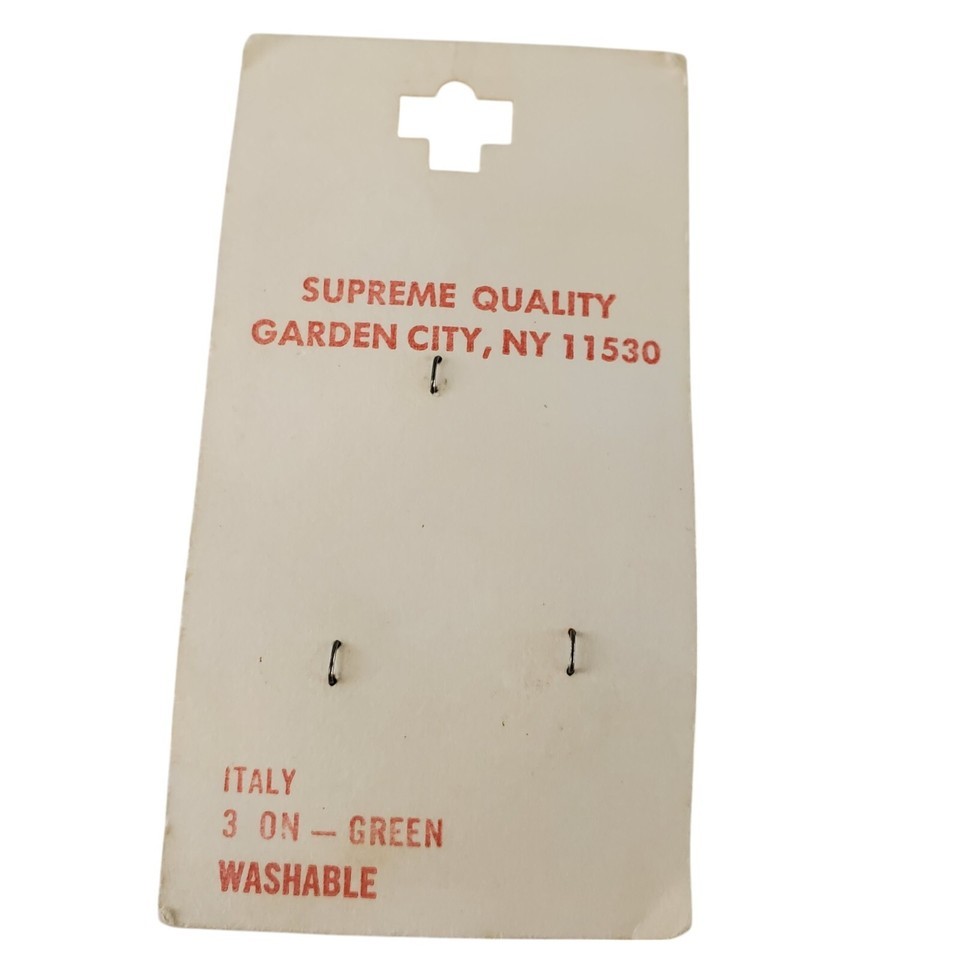 SUPREME QUALITY
GARDEN CITY, NY 11530
ITALY
3 ON — GREEN
WASHABLE